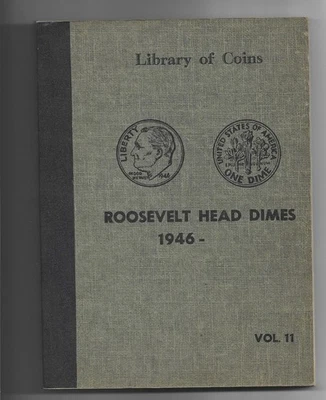 Library of Coins
LIBERTY
1946
UNITED STATES OF AMERICA
ONE DIME
ROOSEVELT HEAD DIMES
1946 -
VOL. 11